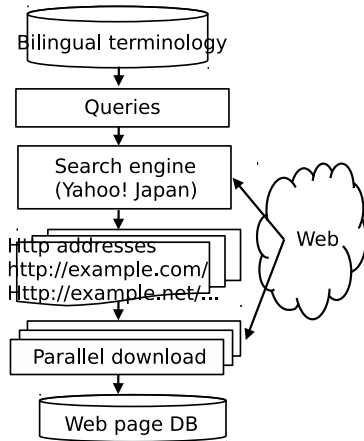 Bilingual terminology
Queries
Search engine
(Yahoo! Japan)
Web
Http addresses
http://example.com/
Http://example.net/...
Parallel download
Web page DB